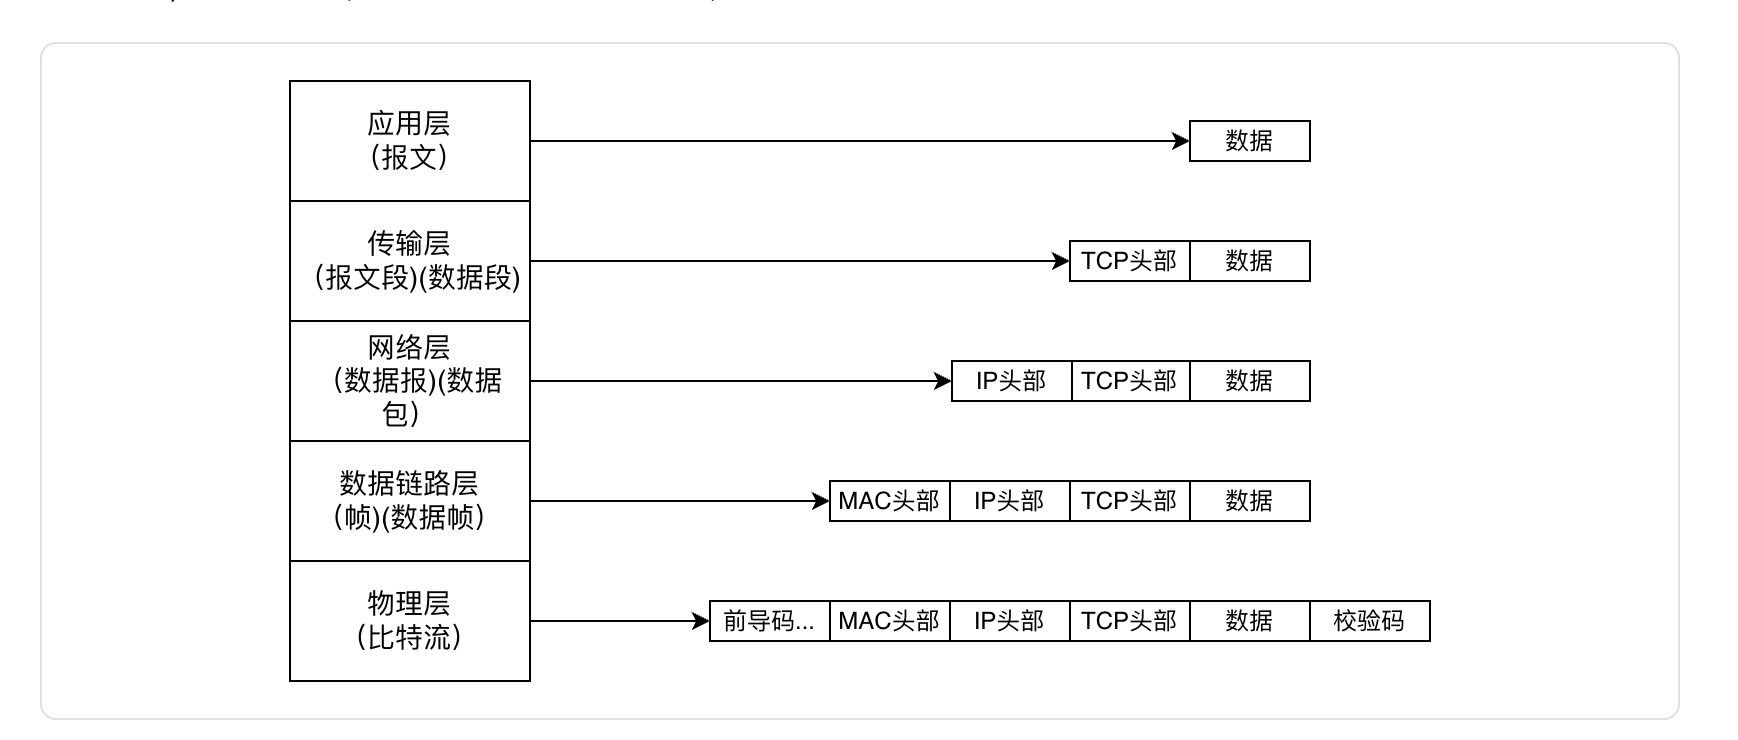 应用层
（报文）
数据
传输层
（报文段)(数据段)
TCP头部 数据
网络层
（数据报)(数据
包）
IP头部 TCP头部 数据
数据链路层
（帧)(数据帧）
MAC头部 IP头部 TCP头部 数据
物理层
（比特流）
前导码... MAC头部 IP头部 TCP头部 数据 校验码